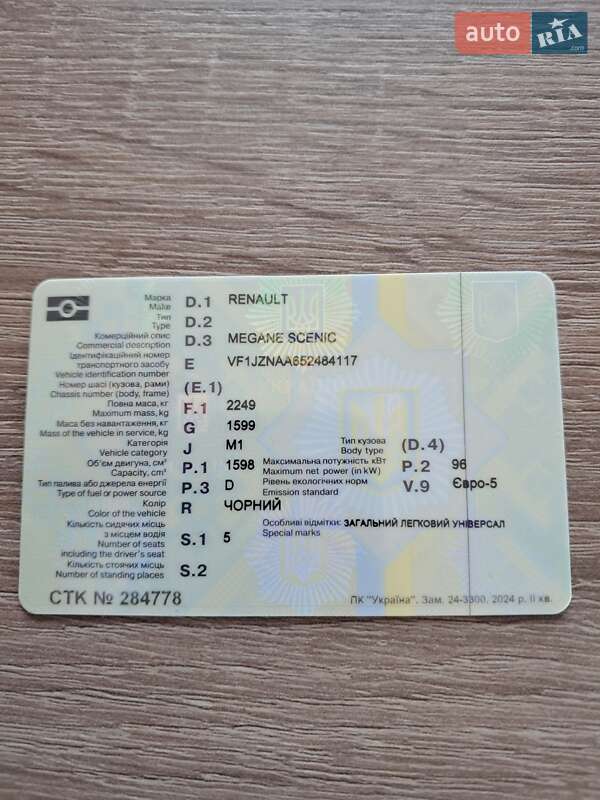 auto RIA.com
Марка
Make D.1 RENAULT
Тип
Type D.2
Комерційний опис
Commercial description D.3 MEGANE SCENIC
Ідентифікаційний номер
транспортного засобу E VF1JZNAA652484117
Vehicle identification number
Номер шасі (кузова, рами) (E.1)
Chassis number (body, frame)
Повна маса, кг F.1 2249
Maximum mass, kg
Маса без навантаження, кг G 1599
Mass of the vehicle in service, kg
Категорія J M1 Тип кузова (D.4)
Vehicle category Body type
Об'єм двигуна, см³ P.1 1598 Максимальна потужність кВт P.2 96
Capacity, cm³ Maximum net power (in kW)
Тип палива або джерела енергії P.3 D Рівень екологічних норм V.9 Євро-5
Type of fuel or power source Emission standard
Колір R ЧОРНИЙ
Color of the vehicle
Кількість сидячих місць Особливі відмітки: ЗАГАЛЬНИЙ ЛЕГКОВИЙ УНІВЕРСАЛ
з місцем водія S.1 5 Special marks
Number of seats
including the driver's seat
Кількість стоячих місць S.2
Number of standing places
СТК № 284778 ПК "Україна". Зам. 24-3300. 2024 р. II кв.